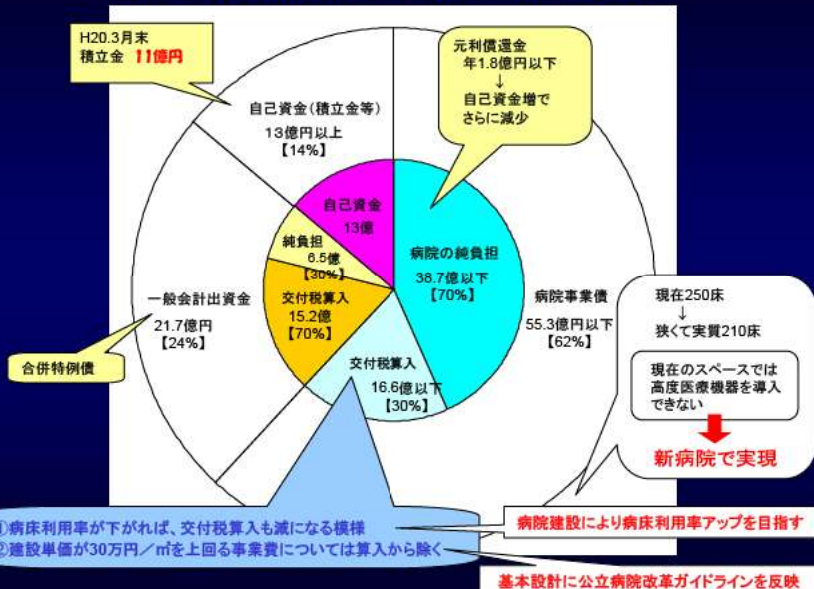 H20.3月末
積立金 11億円
元利償還金
年1.8億円以下
↓
自己資金増で
さらに減少
自己資金(積立金等)
13億円以上
【14%】
自己資金
13億
純負担
6.5億
【30%】
病院の純負担
38.7億以下
【70%】
一般会計出資金
21.7億円
【24%】
交付税算入
15.2億
【70%】
病院事業債
55.3億円以下
【62%】
交付税算入
16.6億以下
【30%】
合併特例債
現在250床
↓
狭くて実質210床
現在のスペースでは
高度医療機器を導入
できない
新病院で実現
①病床利用率が下がれば、交付税算入も減になる模様
②建設単価が30万円/㎡を上回る事業費については算入から除く
病院建設により病床利用率アップを目指す
基本設計に公立病院改革ガイドラインを反映